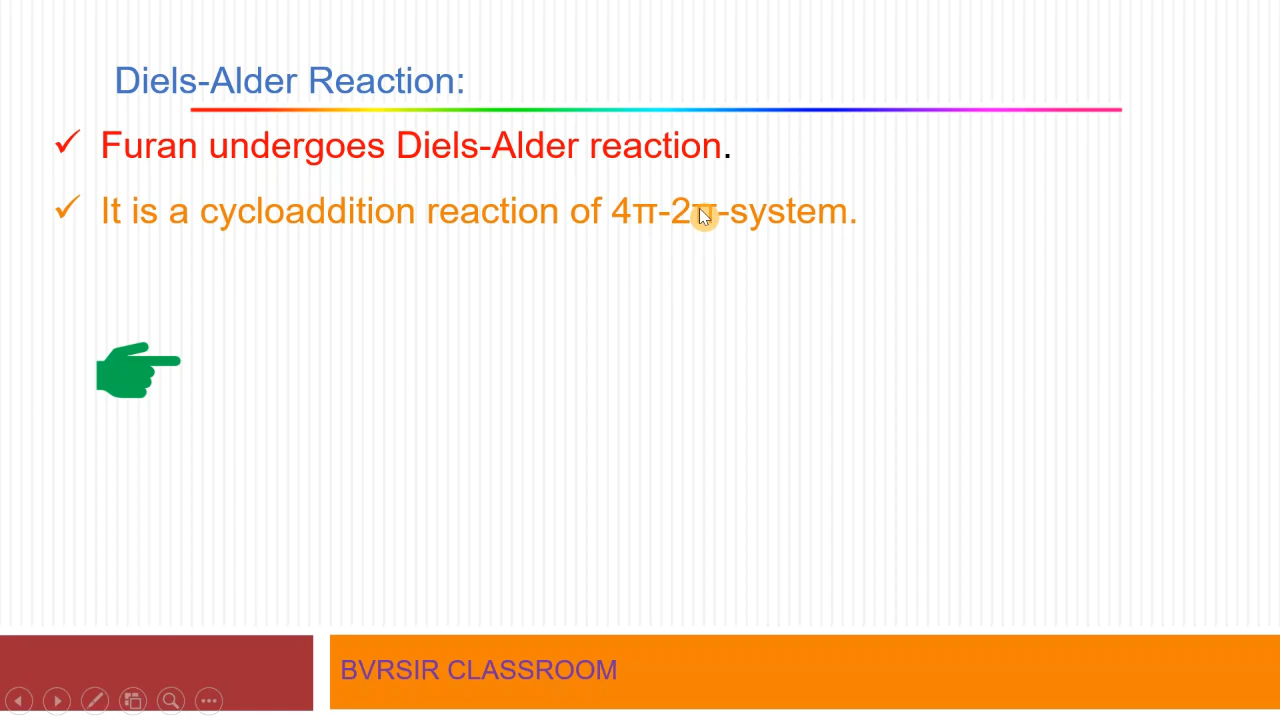 Diels-Alder Reaction:
✓ Furan undergoes Diels-Alder reaction.
✓ It is a cycloaddition reaction of 4π-2π-system.
BVRSIR CLASSROOM